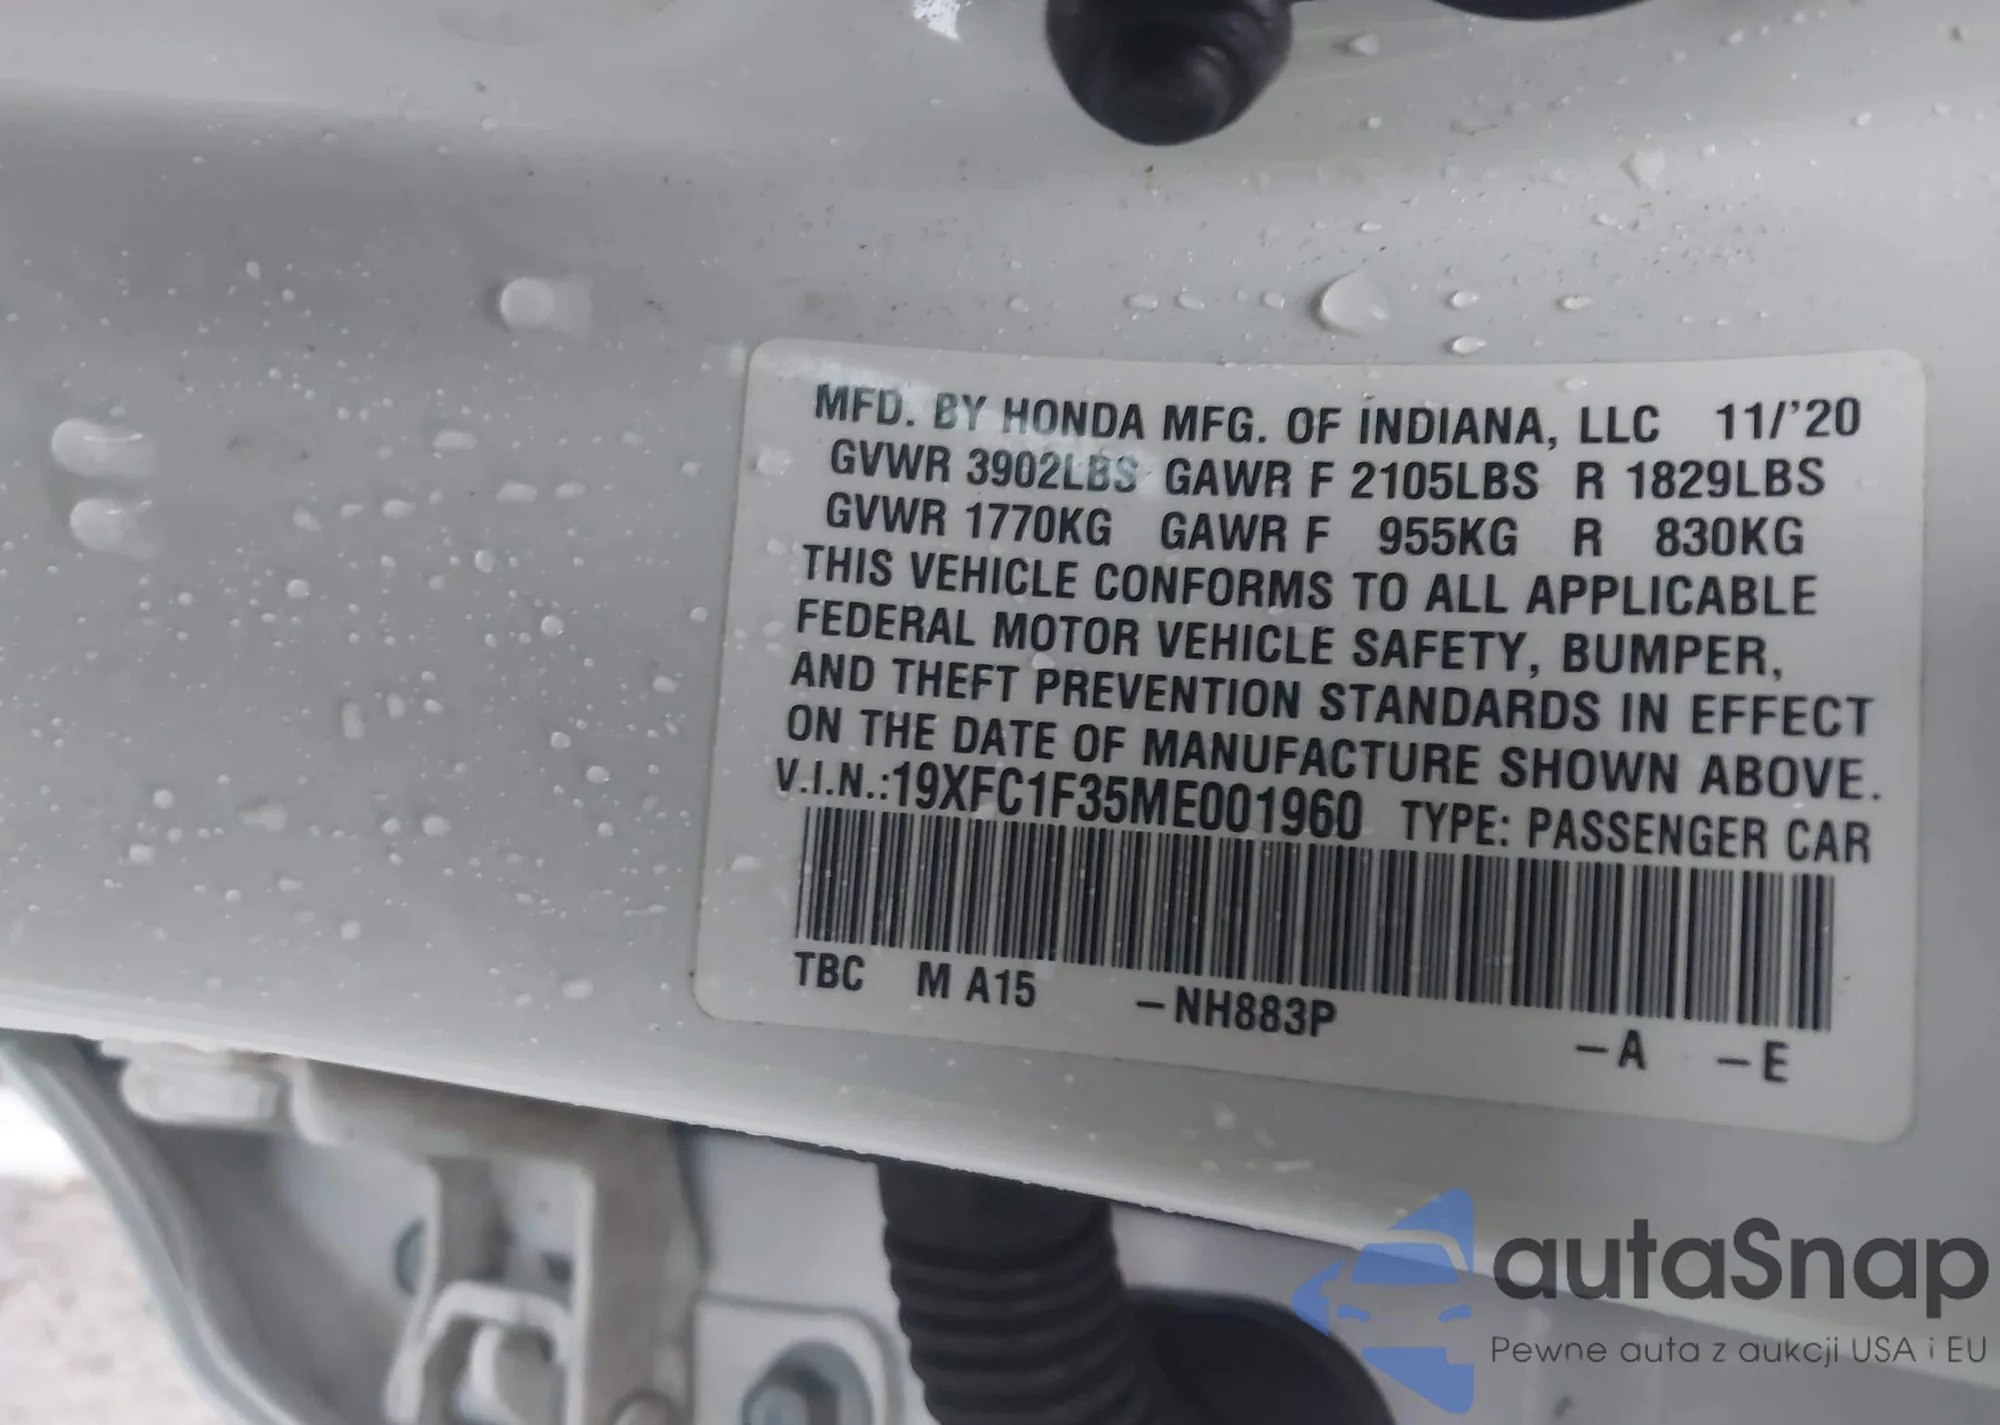 MFD. BY HONDA MFG. OF INDIANA, LLC 11/'20
GVWR 3902LBS GAWR F 2105LBS R 1829LBS
GVWR 1770KG GAWR F 955KG R 830KG
THIS VEHICLE CONFORMS TO ALL APPLICABLE
FEDERAL MOTOR VEHICLE SAFETY, BUMPER,
AND THEFT PREVENTION STANDARDS IN EFFECT
ON THE DATE OF MANUFACTURE SHOWN ABOVE.
V.I.N.:19XFC1F35ME001960 TYPE: PASSENGER CAR
TBC M A15 -NH883P -A -E
autaSnap
Pewne auta z aukcji USA i EU